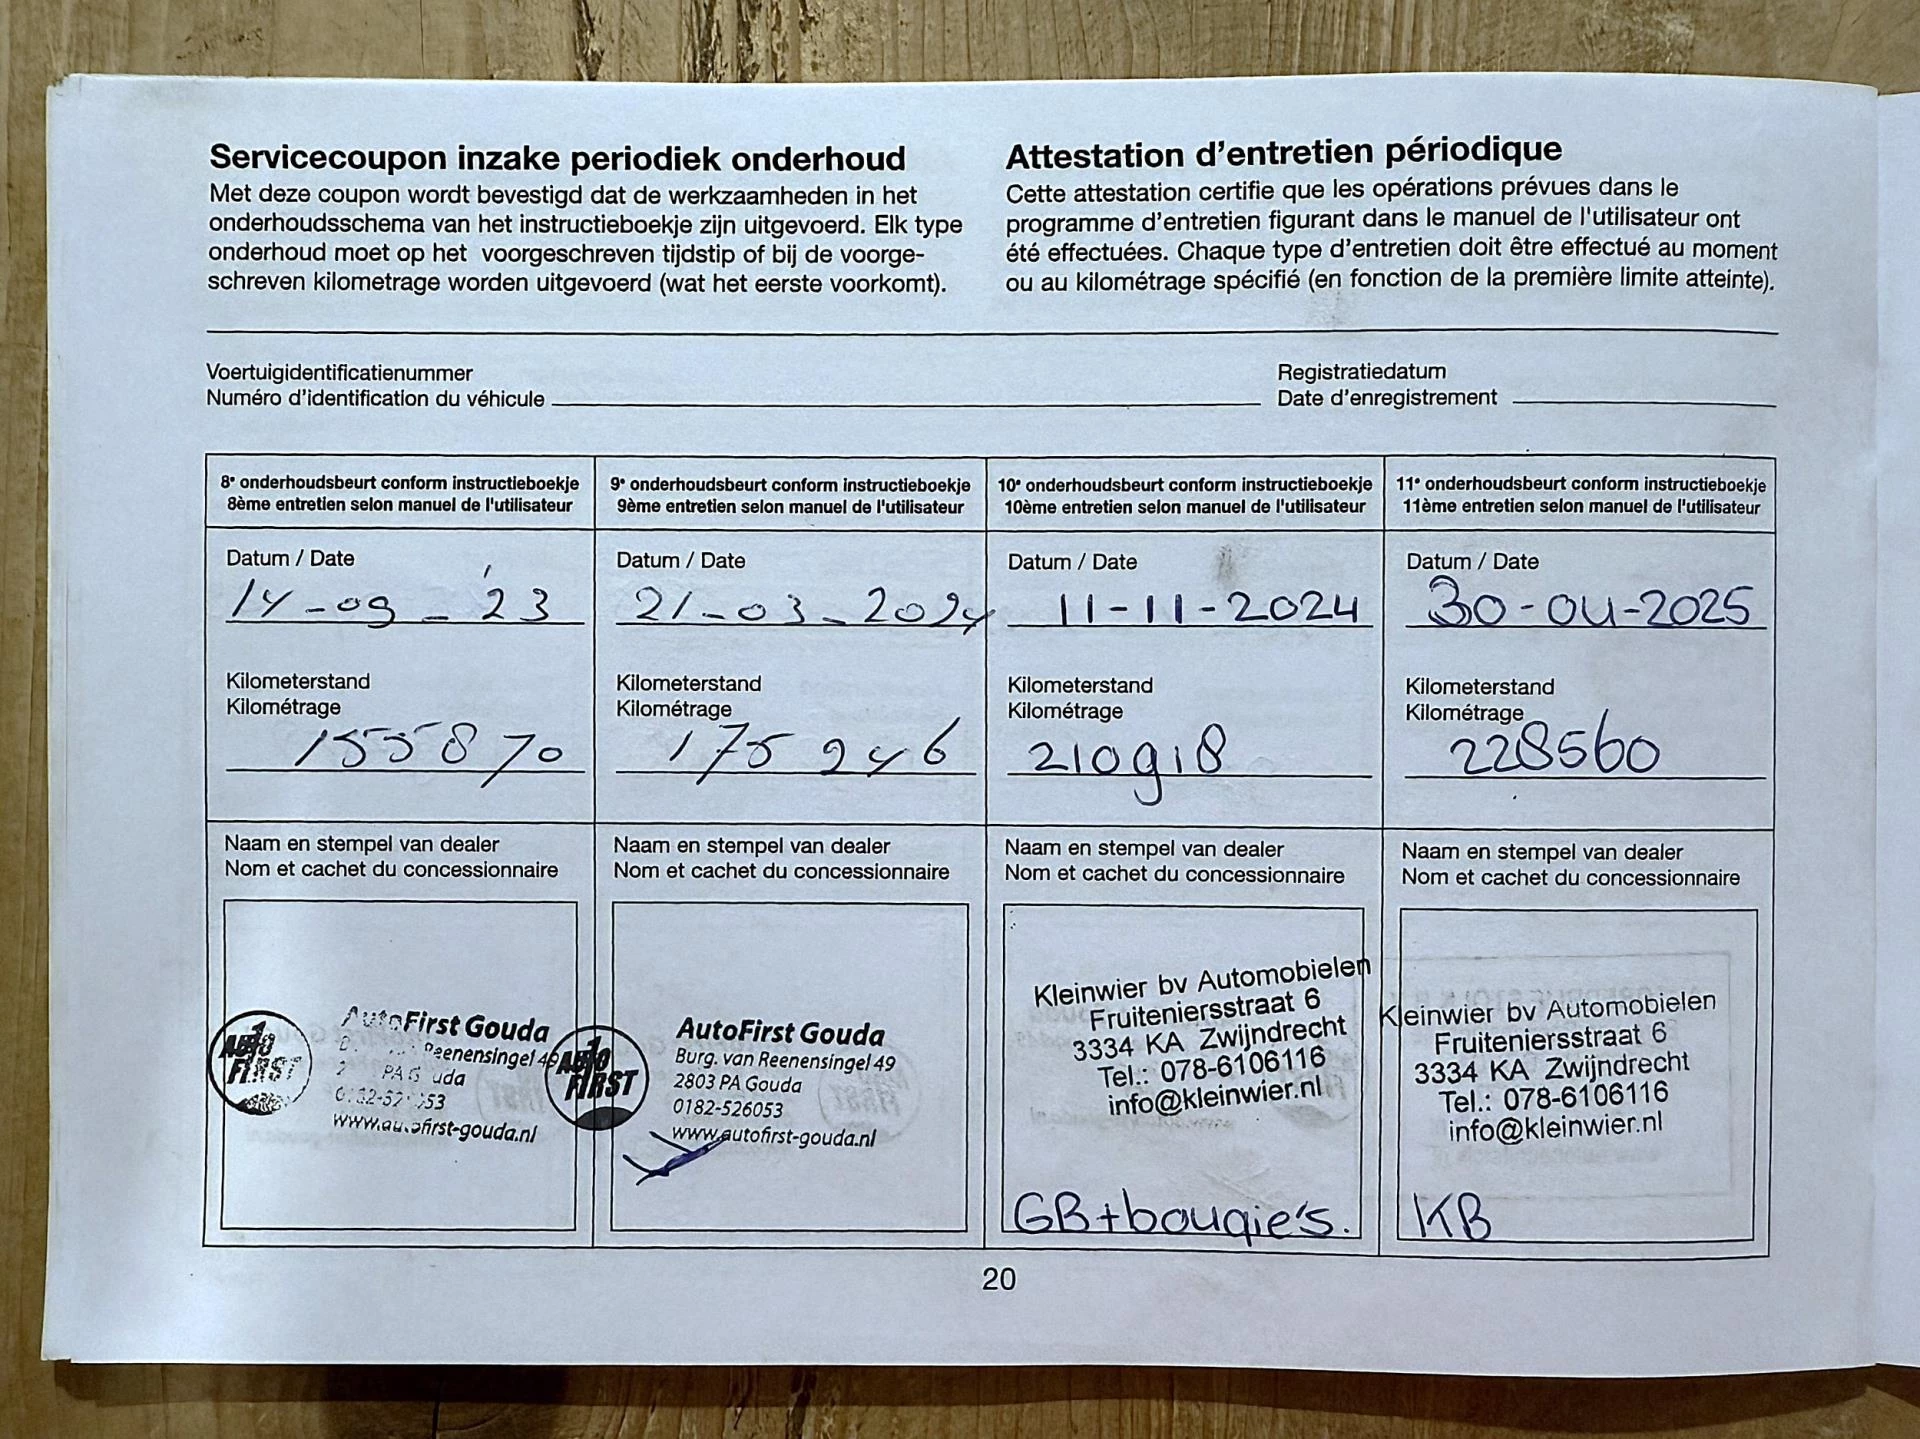 Servicecoupon inzake periodiek onderhoud
Met deze coupon wordt bevestigd dat de werkzaamheden in het
onderhoudsschema van het instructieboekje zijn uitgevoerd. Elk type
onderhoud moet op het voorgeschreven tijdstip of bij de voorge-
schreven kilometrage worden uitgevoerd (wat het eerste voorkomt).
Attestation d'entretien périodique
Cette attestation certifie que les opérations prévues dans le
programme d'entretien figurant dans le manuel de l'utilisateur ont
été effectuées. Chaque type d'entretien doit être effectué au moment
ou au kilométrage spécifié (en fonction de la première limite atteinte).
Voertuigidentificatienummer
Numéro d'identification du véhicule
Registratiedatum
Date d'enregistrement
8e onderhoudsbeurt conform instructieboekje
8ème entretien selon manuel de l'utilisateur
Datum / Date
14-09-'23
Kilometerstand
Kilométrage
155870
Naam en stempel van dealer
Nom et cachet du concessionnaire
1
AUTO
FIRST
AutoFirst Gouda
Reenensingel 49
PA
www.autofirst-gouda.nl
9e onderhoudsbeurt conform instructieboekje
9ème entretien selon manuel de l'utilisateur
Datum / Date
21-03-2024
Kilometerstand
Kilométrage
175 246
Naam en stempel van dealer
Nom et cachet du concessionnaire
1
AUTO
FIRST
AutoFirst Gouda
Burg. van Reenensingel 49
2803 PA Gouda
0182-526053
www.autofirst-gouda.nl
10e onderhoudsbeurt conform instructieboekje
10ème entretien selon manuel de l'utilisateur
Datum / Date
11-11-2024
Kilometerstand
Kilométrage
210918
Naam en stempel van dealer
Nom et cachet du concessionnaire
Kleinwier bv Automobielen
Fruiteniersstraat 6
3334 KA Zwijndrecht
Tel.: 078-6106116
info@kleinwier.nl
GB+bougie's.
11e onderhoudsbeurt conform instructieboekje
11ème entretien selon manuel de l'utilisateur
Datum / Date
30-04-2025
Kilometerstand
Kilométrage
228560
Naam en stempel van dealer
Nom et cachet du concessionnaire
Kleinwier bv Automobielen
Fruiteniersstraat 6
3334 KA Zwijndrecht
Tel.: 078-6106116
info@kleinwier.nl
KB
20